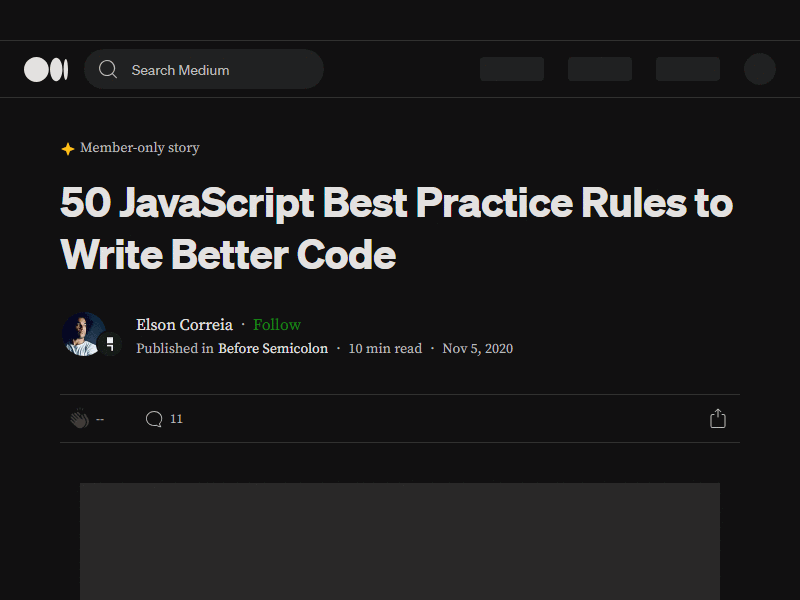 Search Medium
Member-only story
50 JavaScript Best Practice Rules to
Write Better Code
Elson Correia · Follow
Published in Before Semicolon · 10 min read · Nov 5, 2020
-- 11